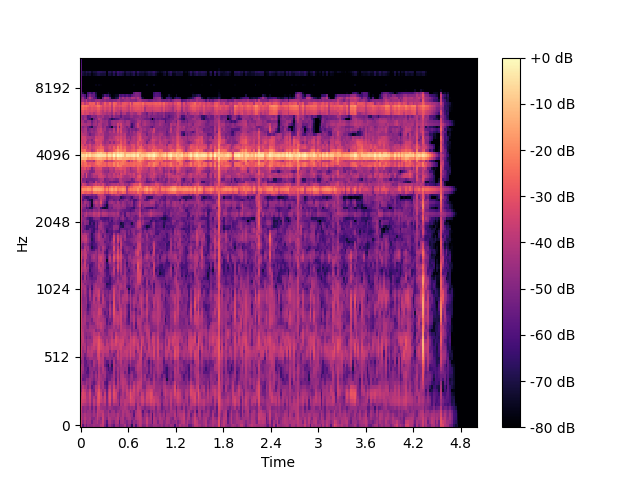 +0 dB
8192
-10 dB
4096
-20 dB
-30 dB
2048
Hz
-40 dB
1024
-50 dB
512
-60 dB
-70 dB
0
-80 dB
0 0.6 1.2 1.8 2.4 3 3.6 4.2 4.8
Time